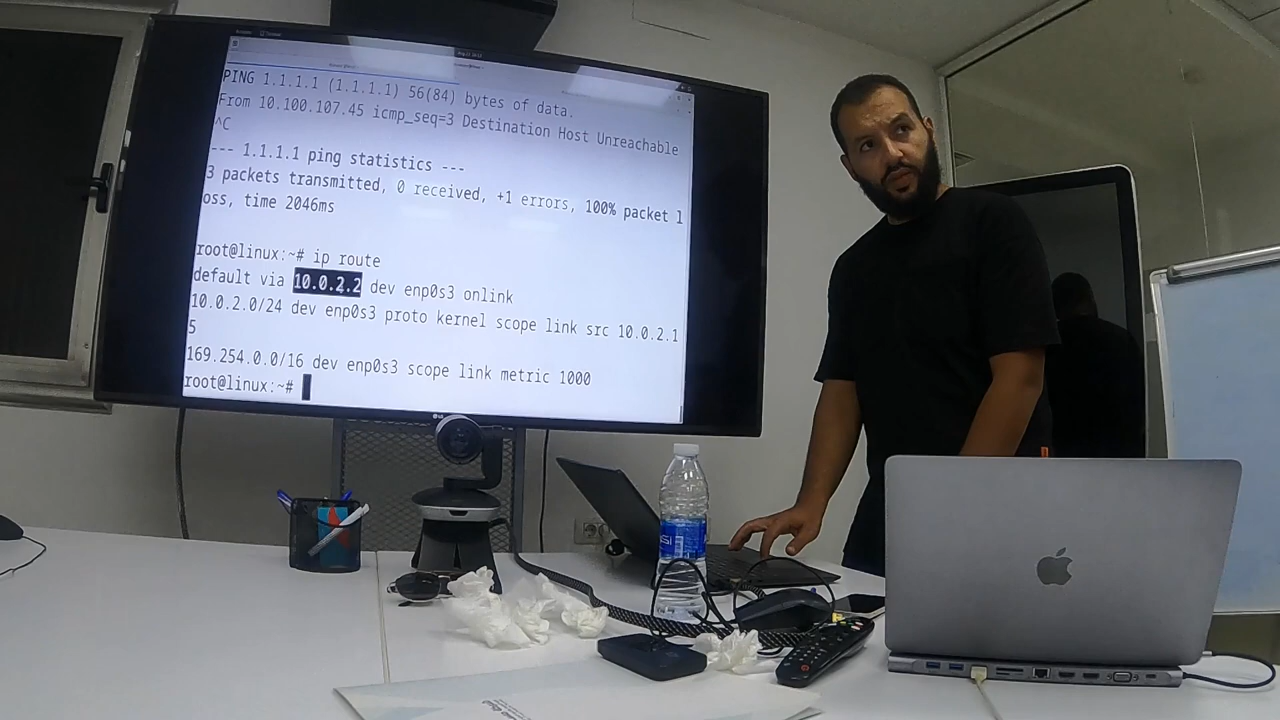 PING 1.1.1.1 (1.1.1.1) 56(84) bytes of data.
From 10.100.107.45 icmp_seq=3 Destination Host Unreachable
^C
--- 1.1.1.1 ping statistics ---
3 packets transmitted, 0 received, +1 errors, 100% packet l
oss, time 2046ms
root@linux:~# ip route
default via 10.0.2.2 dev enp0s3 onlink
10.0.2.0/24 dev enp0s3 proto kernel scope link src 10.0.2.1
5
169.254.0.0/16 dev enp0s3 scope link metric 1000
root@linux:~#
LG